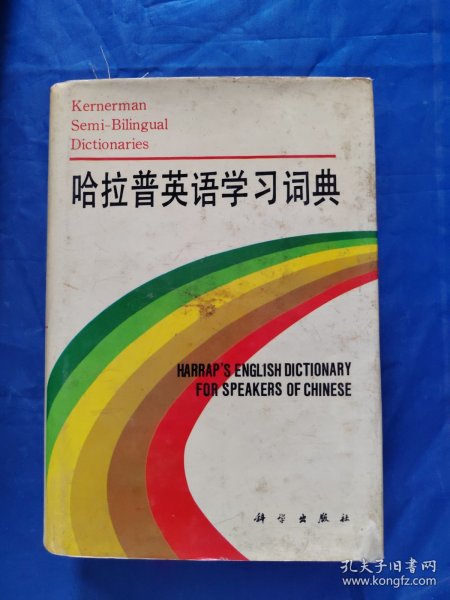 Kernerman
Semi-Bilingual
Dictionaries
哈拉普英语学习词典
HARRAP'S ENGLISH DICTIONARY
FOR SPEAKERS OF CHINESE
科学出版社
孔夫子旧书网
www.kongfz.com